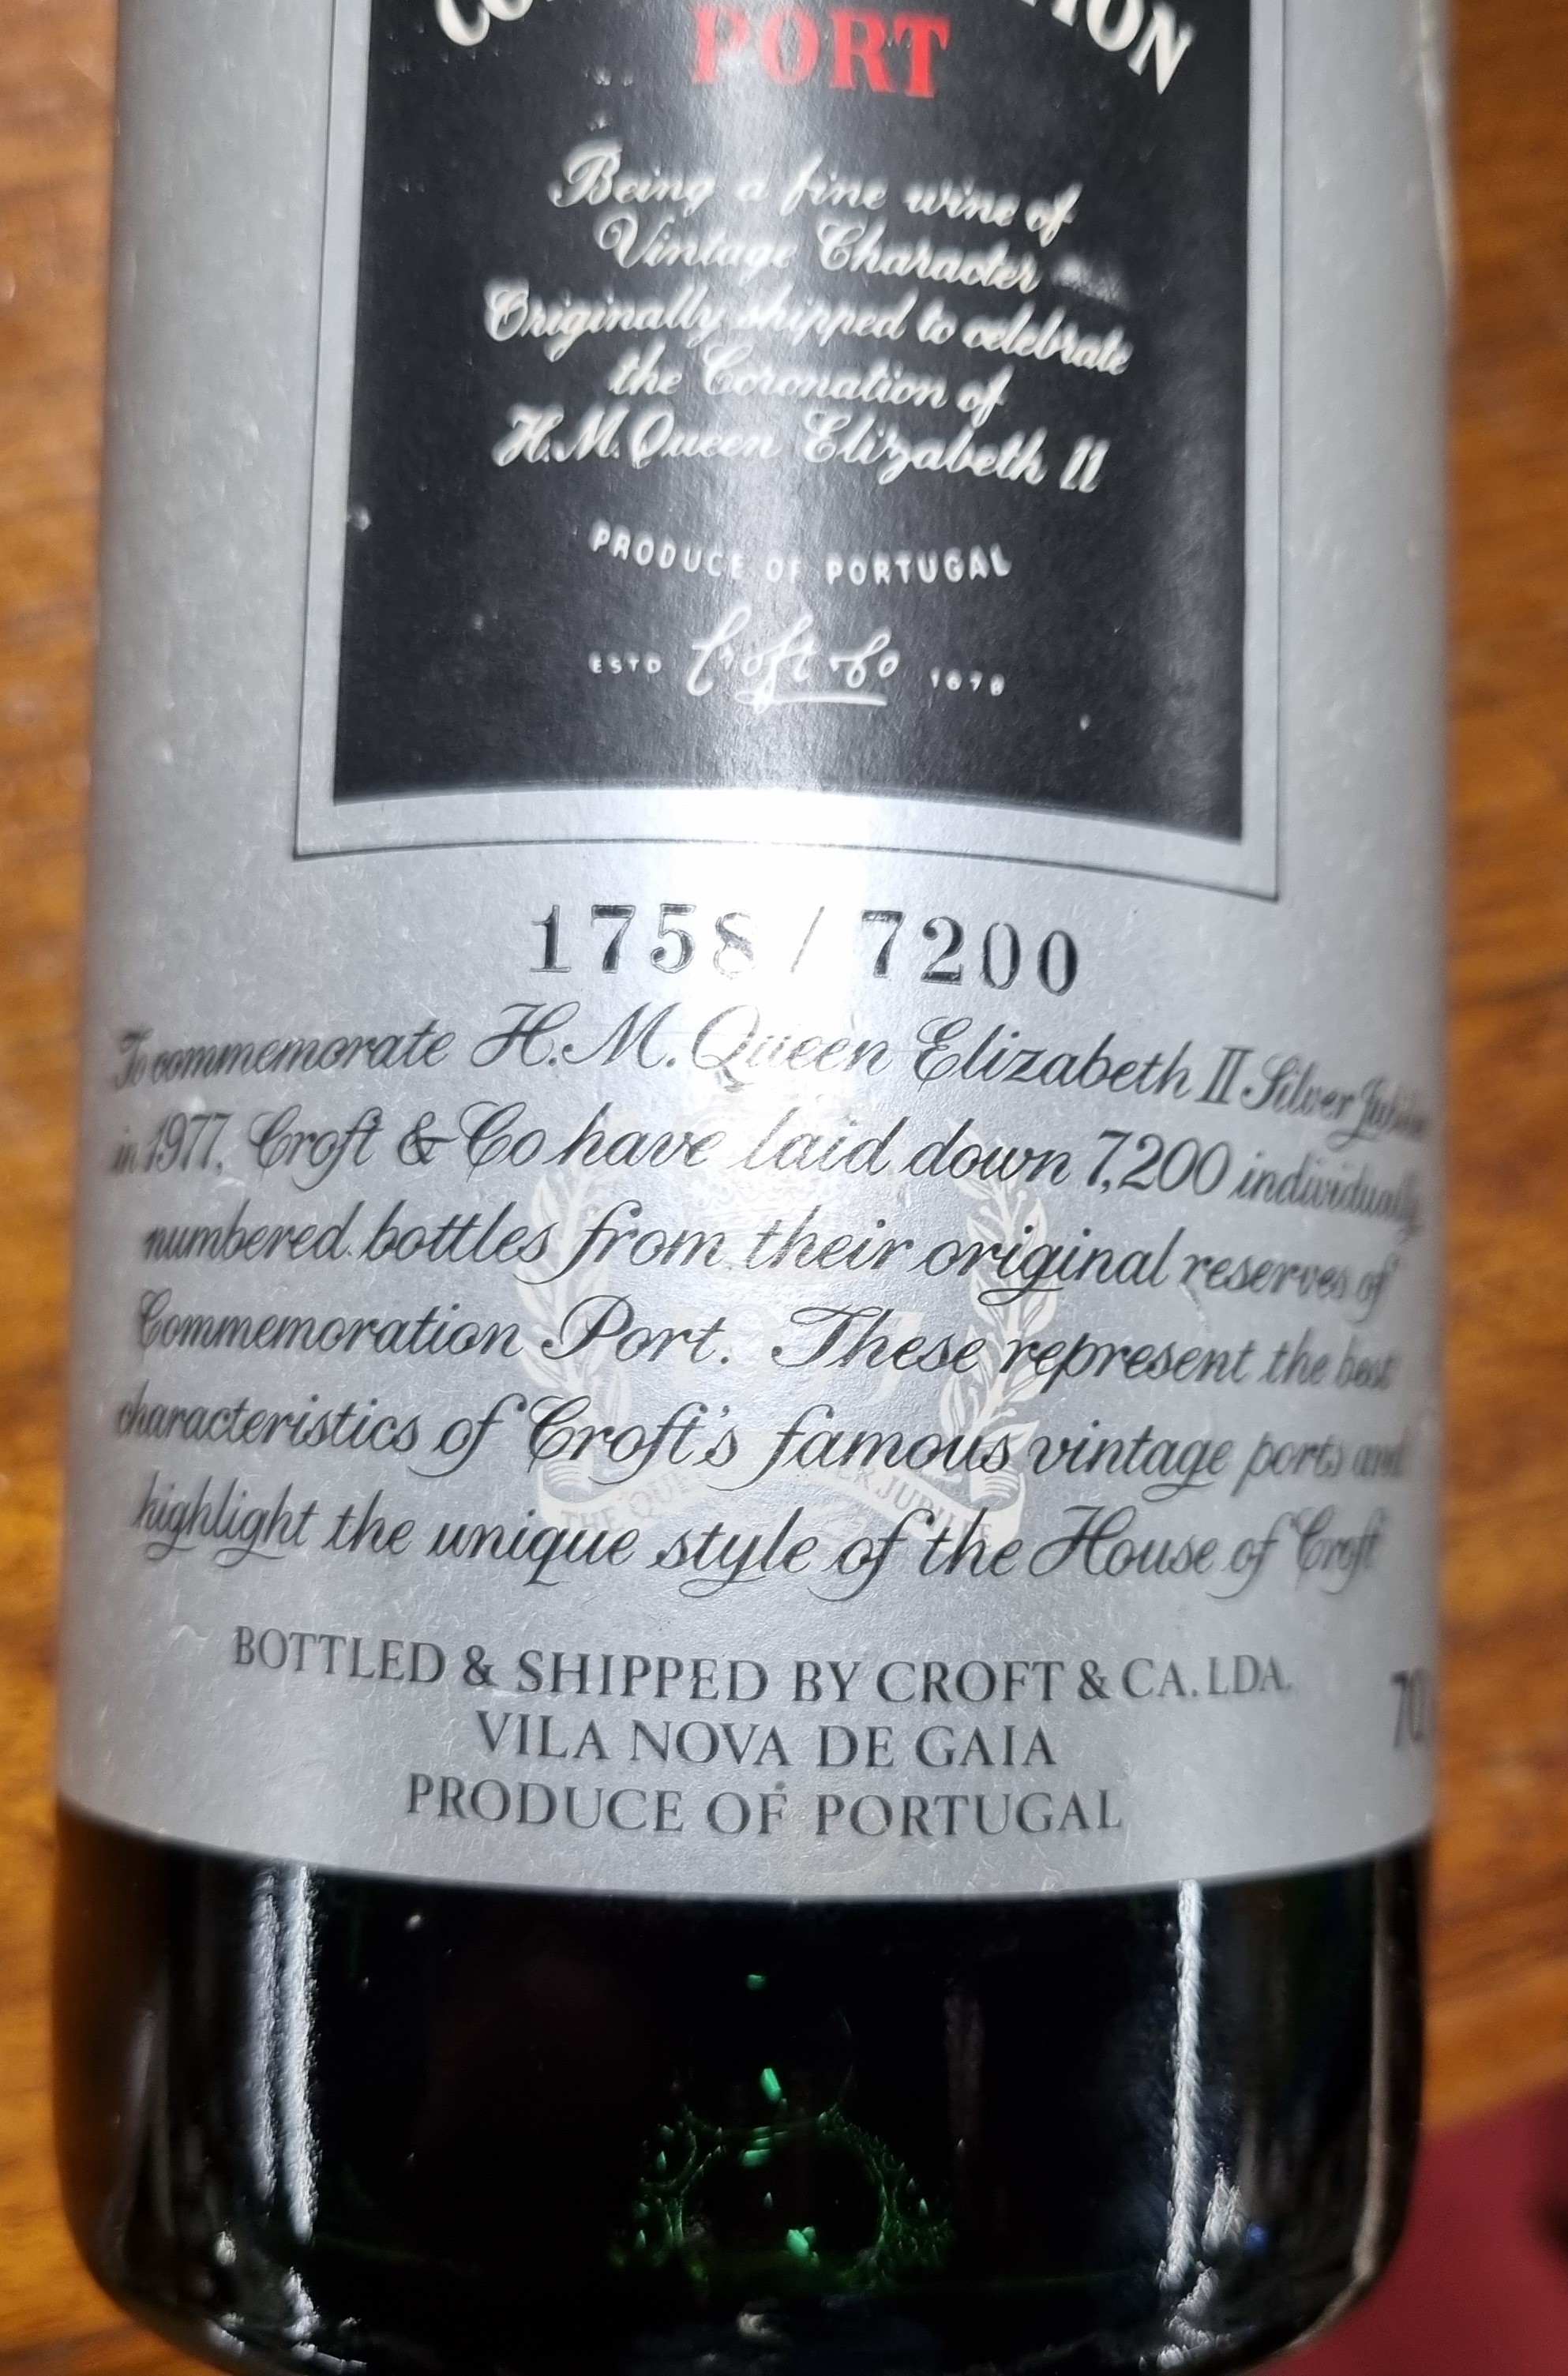 PORT
Being a fine wine of
Vintage Character
Originally shipped to celebrate
the Coronation of
H.M. Queen Elizabeth II
PRODUCE OF PORTUGAL
ESTD Croft & Co 1678
1758 / 7200
To commemorate H.M. Queen Elizabeth II Silver Jubilee
in 1977, Croft & Co have laid down 7,200 individually
numbered bottles from their original reserves of
Commemoration Port. These represent the best
characteristics of Croft's famous vintage ports and
highlight the unique style of the House of Croft
BOTTLED & SHIPPED BY CROFT & CA. LDA.
VILA NOVA DE GAIA
PRODUCE OF PORTUGAL